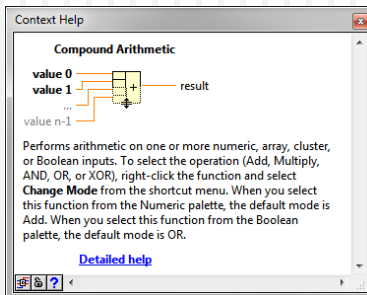 Context Help
Compound Arithmetic
value 0
value 1
...
value n-1
+
result
Performs arithmetic on one or more numeric, array, cluster,
or Boolean inputs. To select the operation (Add, Multiply,
AND, OR, or XOR), right-click the function and select
Change Mode from the shortcut menu. When you select
this function from the Numeric palette, the default mode is
Add. When you select this function from the Boolean
palette, the default mode is OR.
Detailed help
?